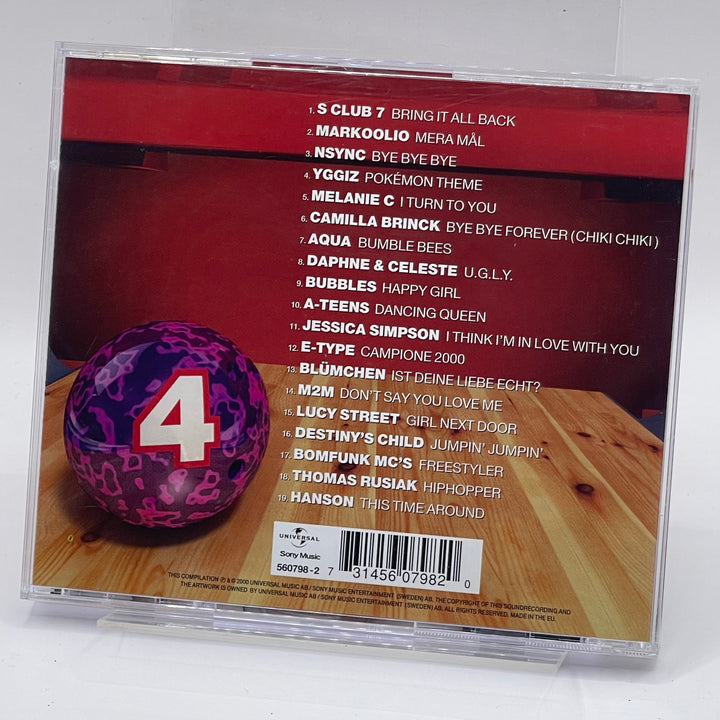 1. S CLUB 7 BRING IT ALL BACK
2. MARKOOLIO MERA MÅL
3. NSYNC BYE BYE BYE
4. YGGIZ POKÉMON THEME
5. MELANIE C I TURN TO YOU
6. CAMILLA BRINCK BYE BYE FOREVER (CHIKI CHIKI)
7. AQUA BUMBLE BEES
8. DAPHNE & CELESTE U.G.L.Y.
9. BUBBLES HAPPY GIRL
10. A-TEENS DANCING QUEEN
11. JESSICA SIMPSON I THINK I'M IN LOVE WITH YOU
12. E-TYPE CAMPIONE 2000
13. BLÜMCHEN IST DEINE LIEBE ECHT?
14. M2M DON'T SAY YOU LOVE ME
15. LUCY STREET GIRL NEXT DOOR
16. DESTINY'S CHILD JUMPIN' JUMPIN'
17. BOMFUNK MC'S FREESTYLER
18. THOMAS RUSIAK HIPHOPPER
19. HANSON THIS TIME AROUND
4
UNIVERSAL
Sony Music
560798-2
7 31456 07982 0
THIS COMPILATION ℗ & © 2000 UNIVERSAL MUSIC AB / SONY MUSIC ENTERTAINMENT (SWEDEN) AB. THE COPYRIGHT OF THIS SOUNDRECORDING AND
THE ARTWORK IS OWNED BY UNIVERSAL MUSIC AB / SONY MUSIC ENTERTAINMENT (SWEDEN) AB. ALL RIGHTS RESERVED. MADE IN THE EU.